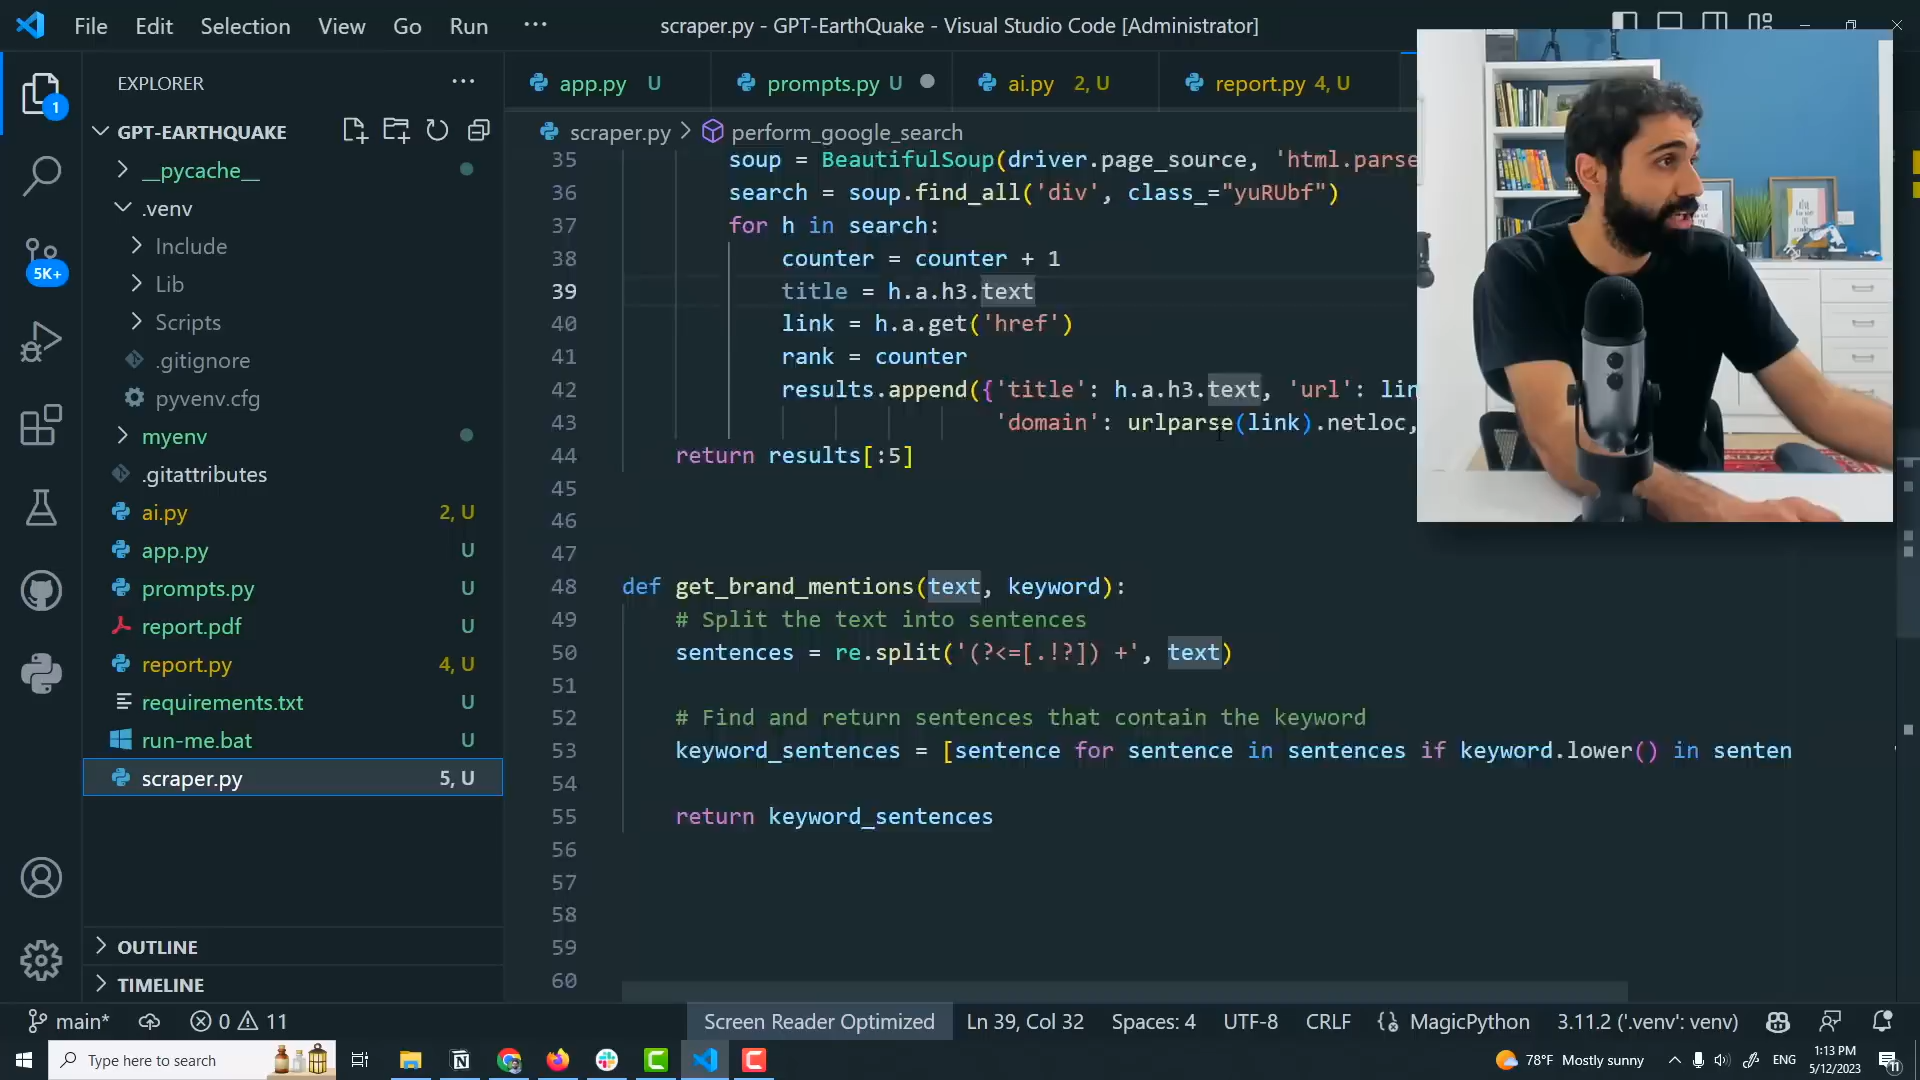 File Edit Selection View Go Run ···
scraper.py - GPT-EarthQuake - Visual Studio Code [Administrator]
EXPLORER
1
GPT-EARTHQUAKE
__pycache__
.venv
Include
Lib
Scripts
.gitignore
pyvenv.cfg
myenv
.gitattributes
ai.py 2, U
app.py U
prompts.py U
report.pdf U
report.py 4, U
requirements.txt U
run-me.bat U
scraper.py 5, U
5K+
OUTLINE
TIMELINE
app.py U
prompts.py U
ai.py 2, U
report.py 4, U
scraper.py > perform_google_search
35 soup = BeautifulSoup(driver.page_source, 'html.parse
36 search = soup.find_all('div', class_="yuRUbf")
37 for h in search:
38 counter = counter + 1
39 title = h.a.h3.text
40 link = h.a.get('href')
41 rank = counter
42 results.append({'title': h.a.h3.text, 'url': lin
43 'domain': urlparse(link).netloc,
44 return results[:5]
45
46
47
48 def get_brand_mentions(text, keyword):
49 # Split the text into sentences
50 sentences = re.split('(?<=[.!?]) +', text)
51
52 # Find and return sentences that contain the keyword
53 keyword_sentences = [sentence for sentence in sentences if keyword.lower() in senten
54
55 return keyword_sentences
56
57
58
59
60
main* 0 11
Screen Reader Optimized Ln 39, Col 32 Spaces: 4 UTF-8 CRLF MagicPython 3.11.2 ('.venv': venv)
Type here to search
78°F Mostly sunny
ENG
1:13 PM
5/12/2023
11